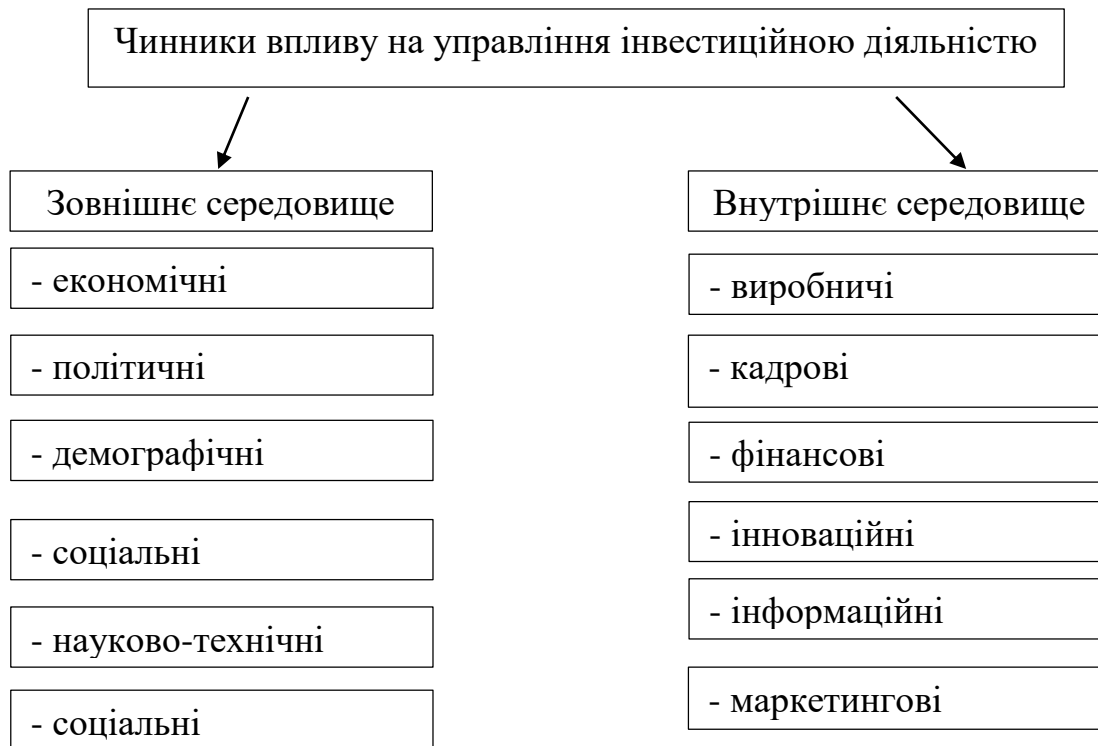 Чинники впливу на управління інвестиційною діяльністю
Зовнішнє середовище
- економічні
- політичні
- демографічні
- соціальні
- науково-технічні
- соціальні
Внутрішнє середовище
- виробничі
- кадрові
- фінансові
- інноваційні
- інформаційні
- маркетингові